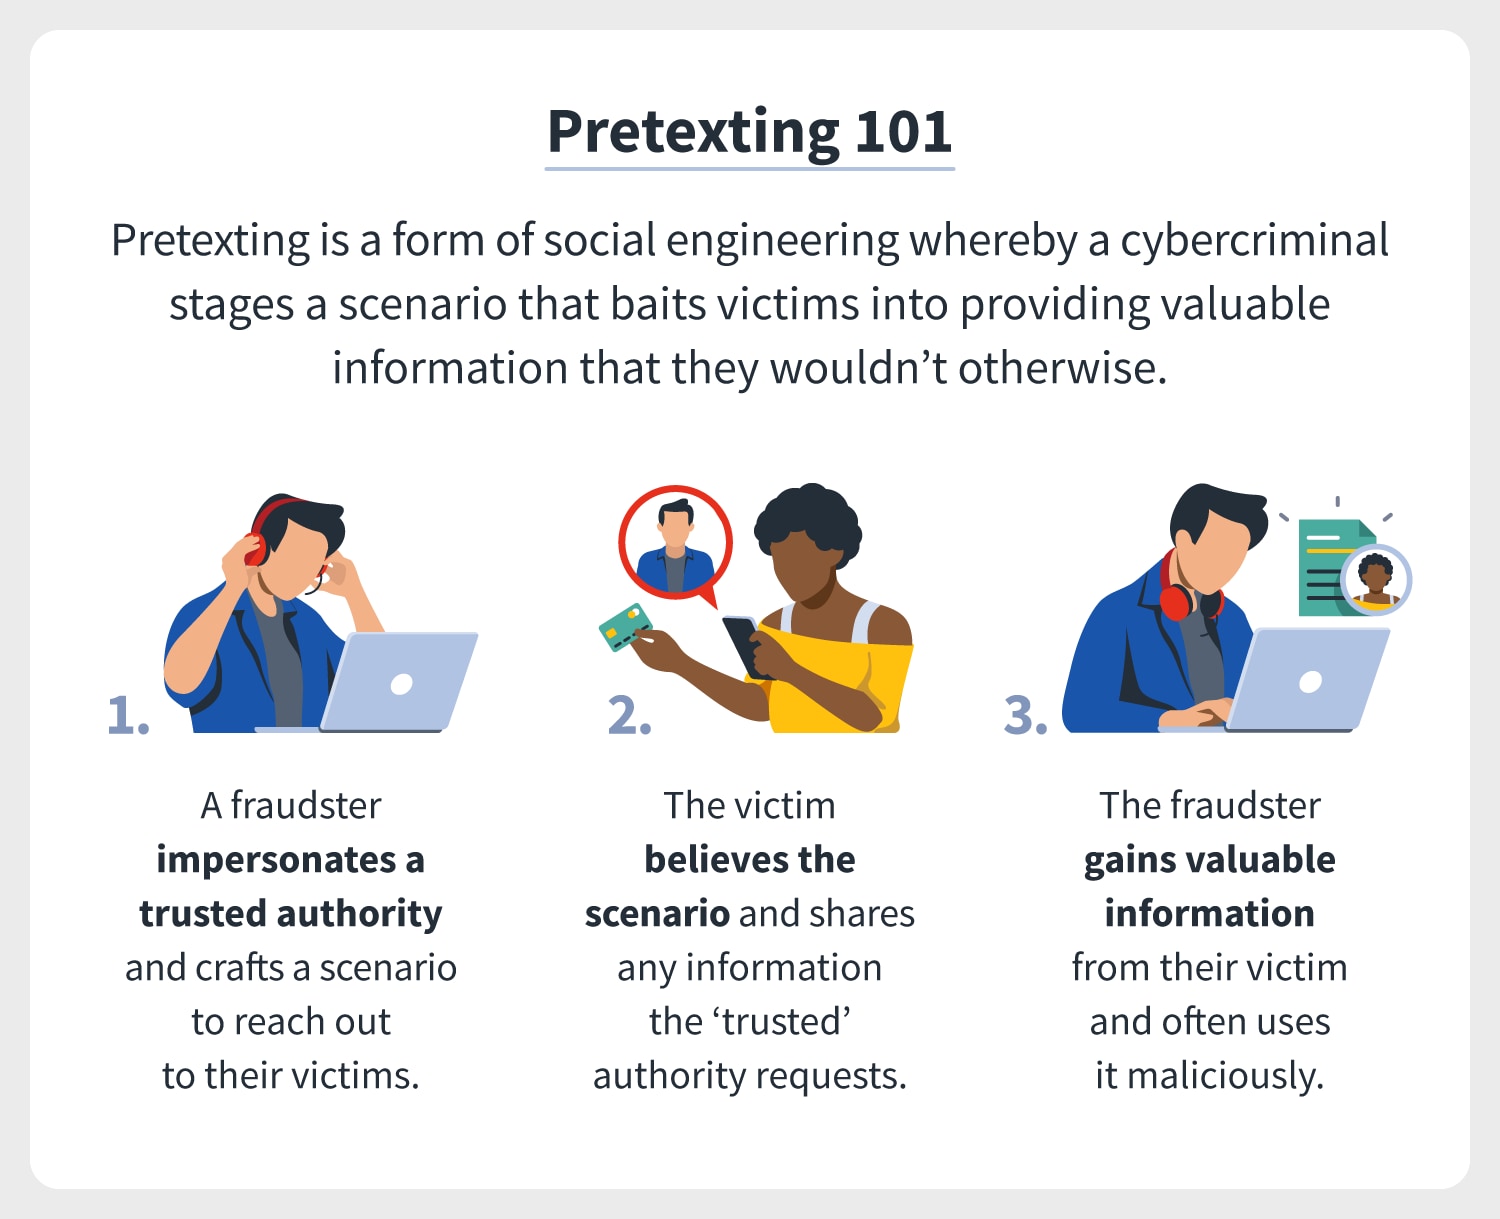 Pretexting 101
Pretexting is a form of social engineering whereby a cybercriminal
stages a scenario that baits victims into providing valuable
information that they wouldn’t otherwise.
1.
A fraudster
impersonates a
trusted authority
and crafts a scenario
to reach out
to their victims.
2.
The victim
believes the
scenario and shares
any information
the ‘trusted’
authority requests.
3.
The fraudster
gains valuable
information
from their victim
and often uses
it maliciously.